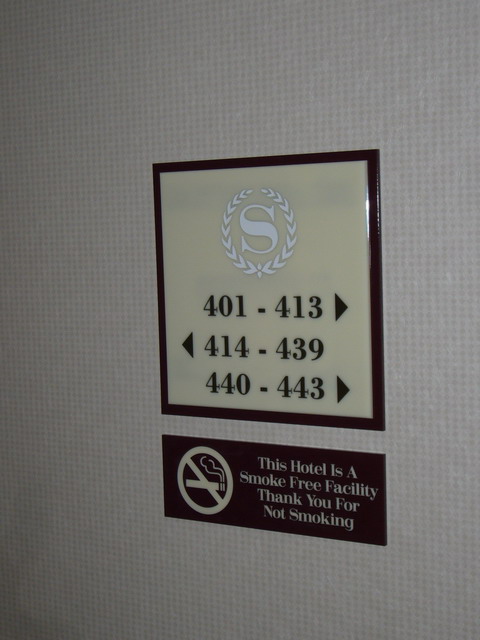 S
401 - 413
414 - 439
440 - 443
This Hotel Is A
Smoke Free Facility
Thank You For
Not Smoking